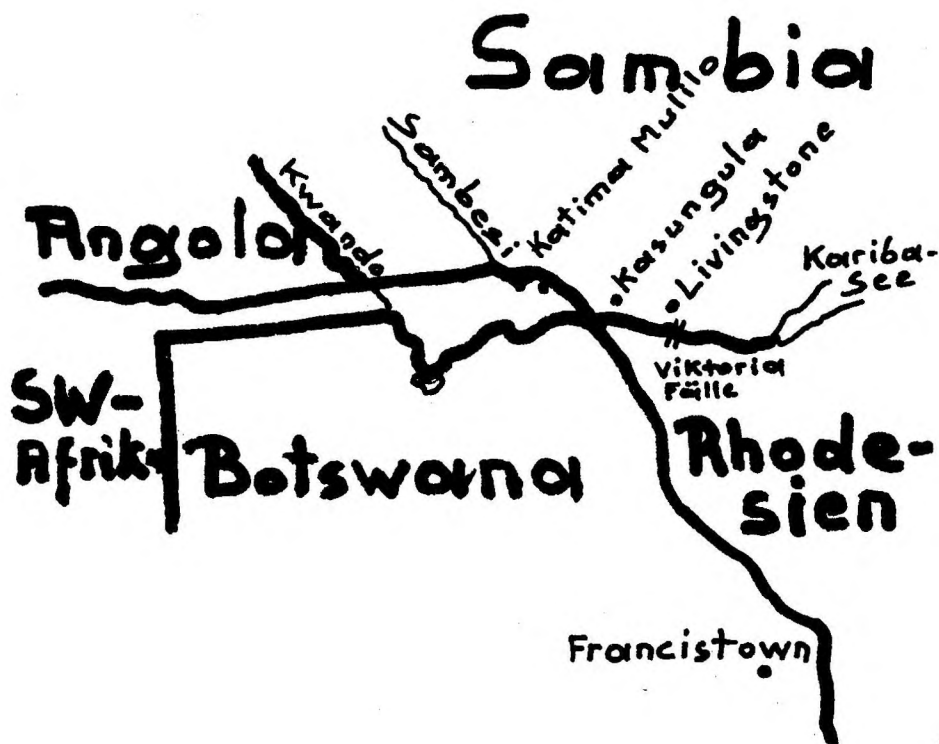 Sambia
Sambesi
Katima Mulilo
Kasungula
Livingstone
Kwando
Angola
Kariba-
see
Viktoria
Fälle
SW-
Afrika
Botswana
Rhode-
sien
Francistown